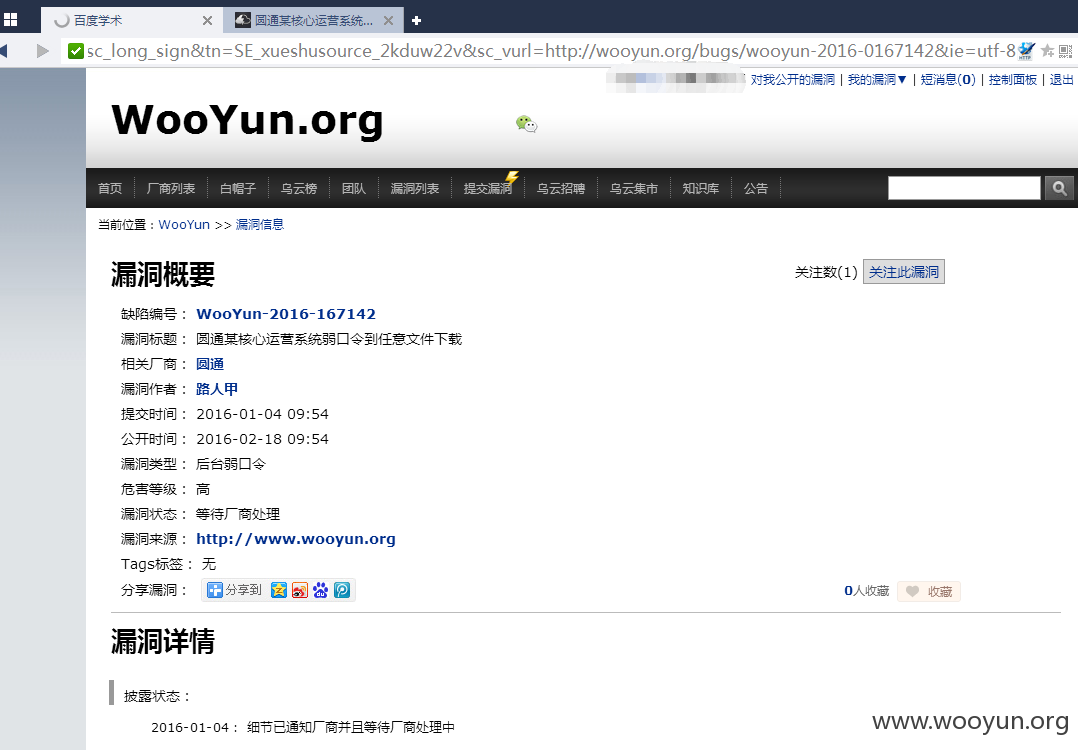 百度学术
圆通某核心运营系统...
sc_long_sign&tn=SE_xueshusource_2kduw22v&sc_vurl=http://wooyun.org/bugs/wooyun-2016-0167142&ie=utf-8
对我公开的漏洞 | 我的漏洞▼ | 短消息(0) | 控制面板 | 退出
WooYun.org
首页 厂商列表 白帽子 乌云榜 团队 漏洞列表 提交漏洞 乌云招聘 乌云集市 知识库 公告
当前位置：WooYun >> 漏洞信息
漏洞概要
关注数(1) 关注此漏洞
缺陷编号： WooYun-2016-167142
漏洞标题： 圆通某核心运营系统弱口令到任意文件下载
相关厂商： 圆通
漏洞作者： 路人甲
提交时间： 2016-01-04 09:54
公开时间： 2016-02-18 09:54
漏洞类型： 后台弱口令
危害等级： 高
漏洞状态： 等待厂商处理
漏洞来源： http://www.wooyun.org
Tags标签： 无
分享漏洞： 分享到
0人收藏 收藏
漏洞详情
披露状态：
2016-01-04： 细节已通知厂商并且等待厂商处理中
www.wooyun.org